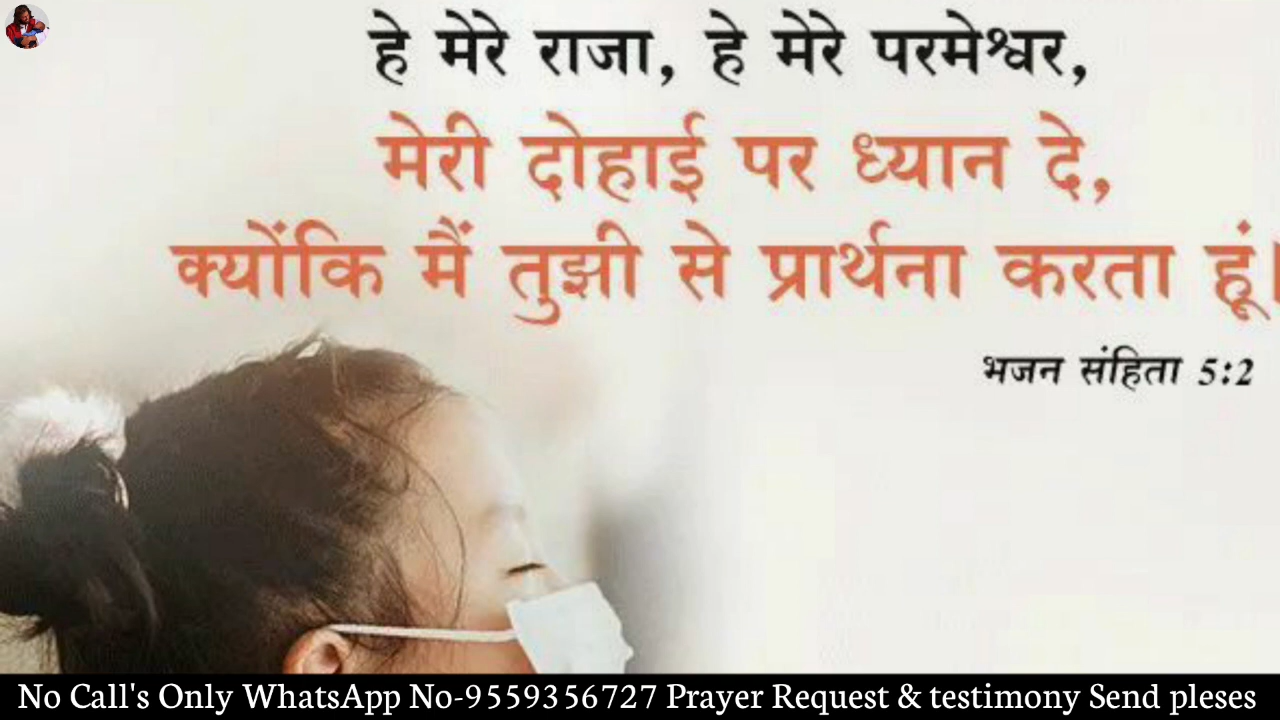 हे मेरे राजा, हे मेरे परमेश्वर,
मेरी दोहाई पर ध्यान दे,
क्योंकि मैं तुझी से प्रार्थना करता हूं।
भजन संहिता 5:2
No Call's Only WhatsApp No-9559356727 Prayer Request & testimony Send pleses